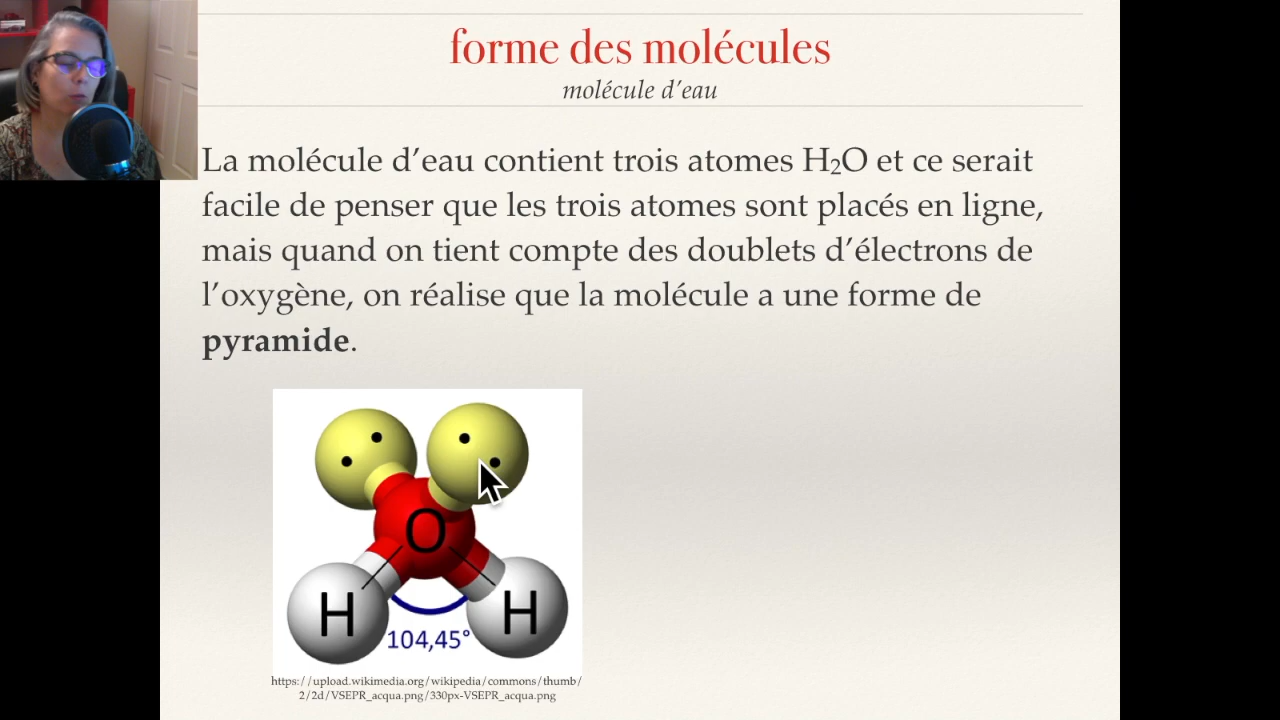 forme des molécules
molécule d’eau
La molécule d’eau contient trois atomes H₂O et ce serait
facile de penser que les trois atomes sont placés en ligne,
mais quand on tient compte des doublets d’électrons de
l’oxygène, on réalise que la molécule a une forme de
pyramide.
O
H H
104,45°
https://upload.wikimedia.org/wikipedia/commons/thumb/
2/2d/VSEPR_acqua.png/330px-VSEPR_acqua.png